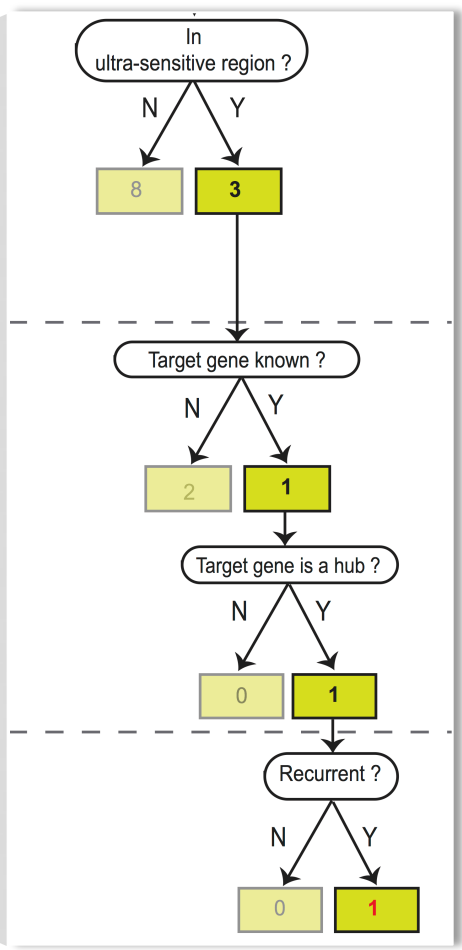 In
ultra-sensitive region ?
N Y
8 3
Target gene known ?
N Y
2 1
Target gene is a hub ?
N Y
0 1
Recurrent ?
N Y
0 1